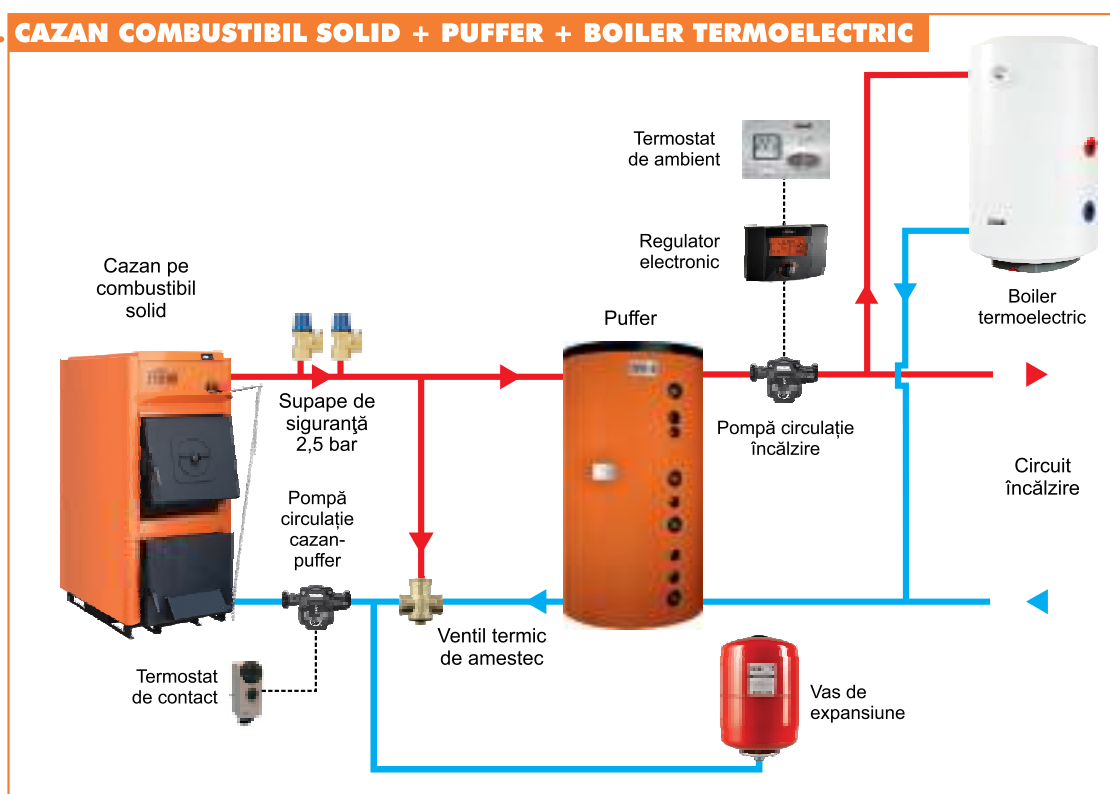 CAZAN COMBUSTIBIL SOLID + PUFFER + BOILER TERMOELECTRIC
Termostat
de ambient
Regulator
electronic
Cazan pe
combustibil
solid
Puffer
Boiler
termoelectric
Supape de
siguranţă
2,5 bar
Pompă circulație
încălzire
Circuit
încălzire
Pompă
circulație
cazan-
puffer
Ventil termic
de amestec
Termostat
de contact
Vas de
expansiune